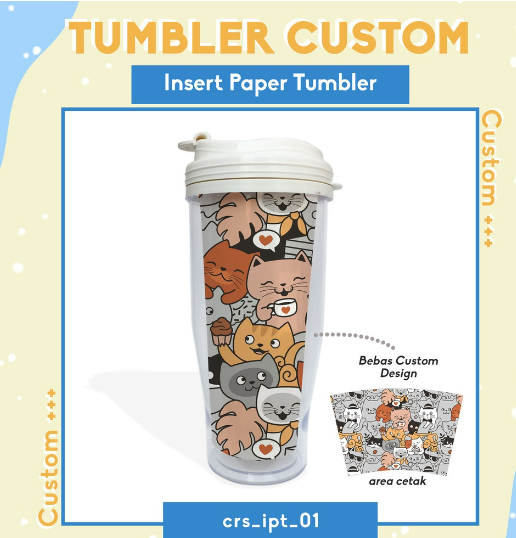 TUMBLER CUSTOM
Insert Paper Tumbler
Custom +++
Bebas Custom
Design
area cetak
Custom +++
crs_ipt_01